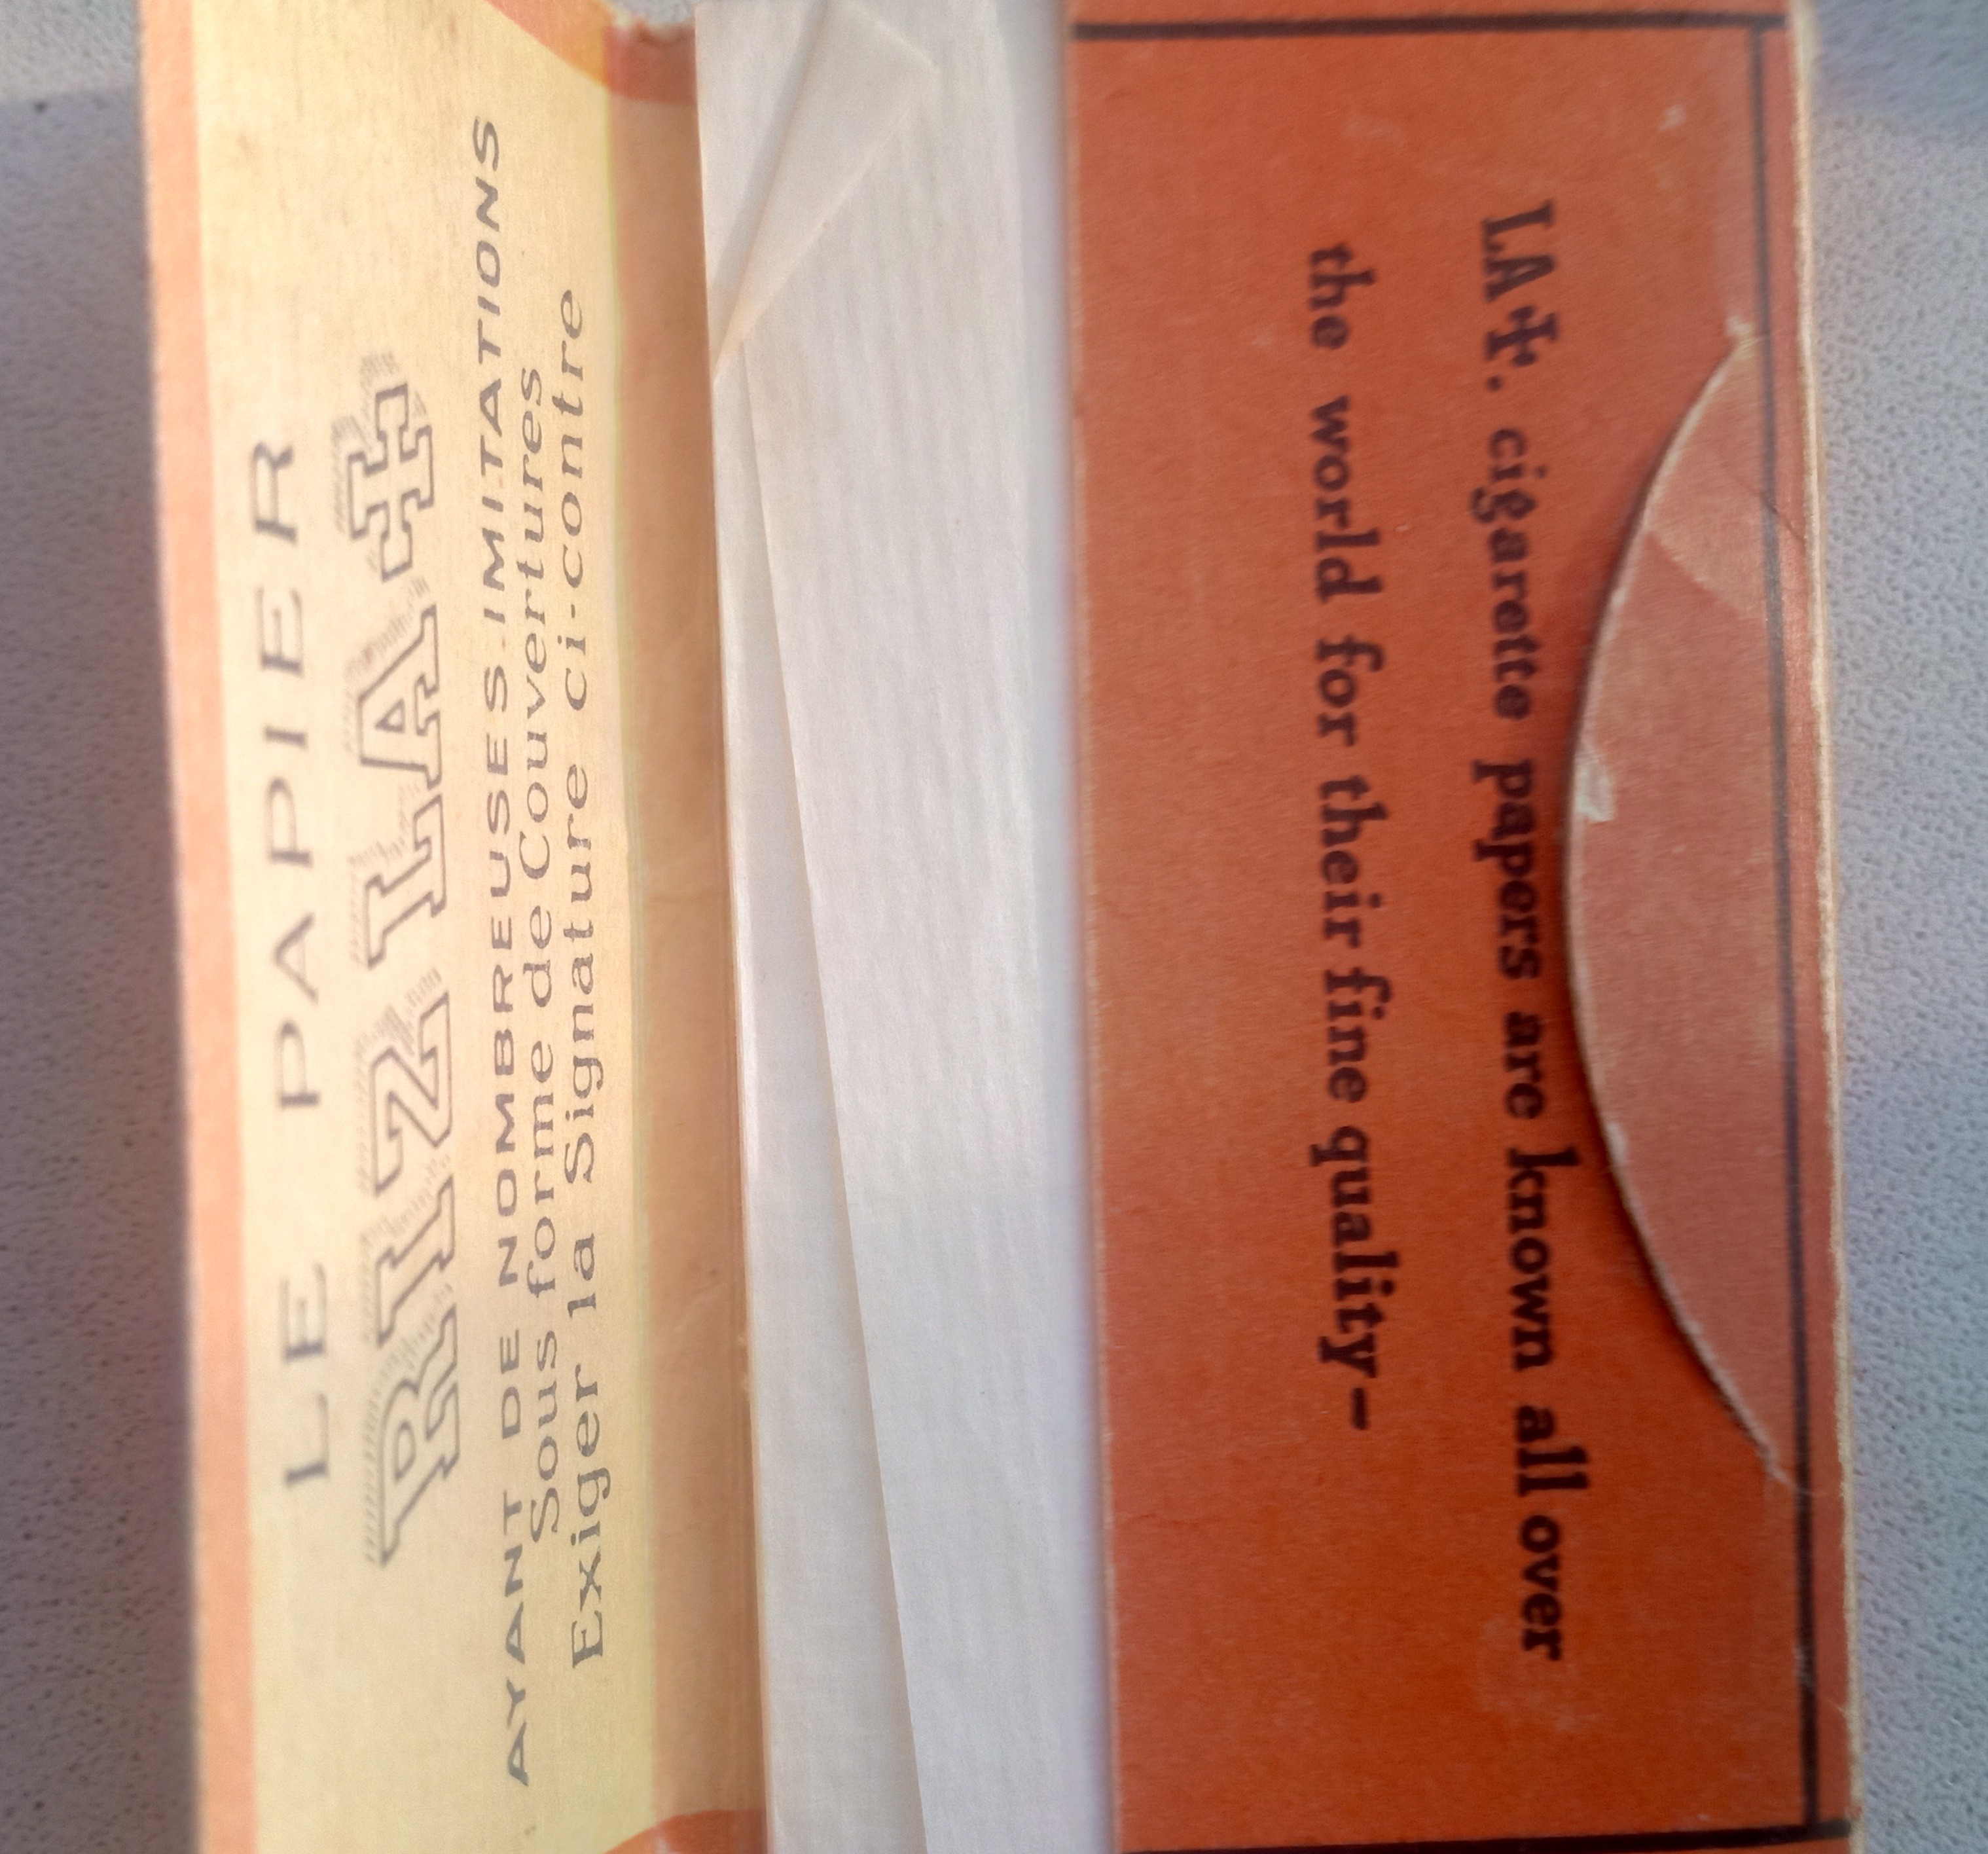 LE PAPIER
RIZ LA +
AYANT DE NOMBREUSES IMITATIONS
Sous forme de Couvertures
Exiger la Signature ci-contre
LA+. cigarette papers are known all over
the world for their fine quality-